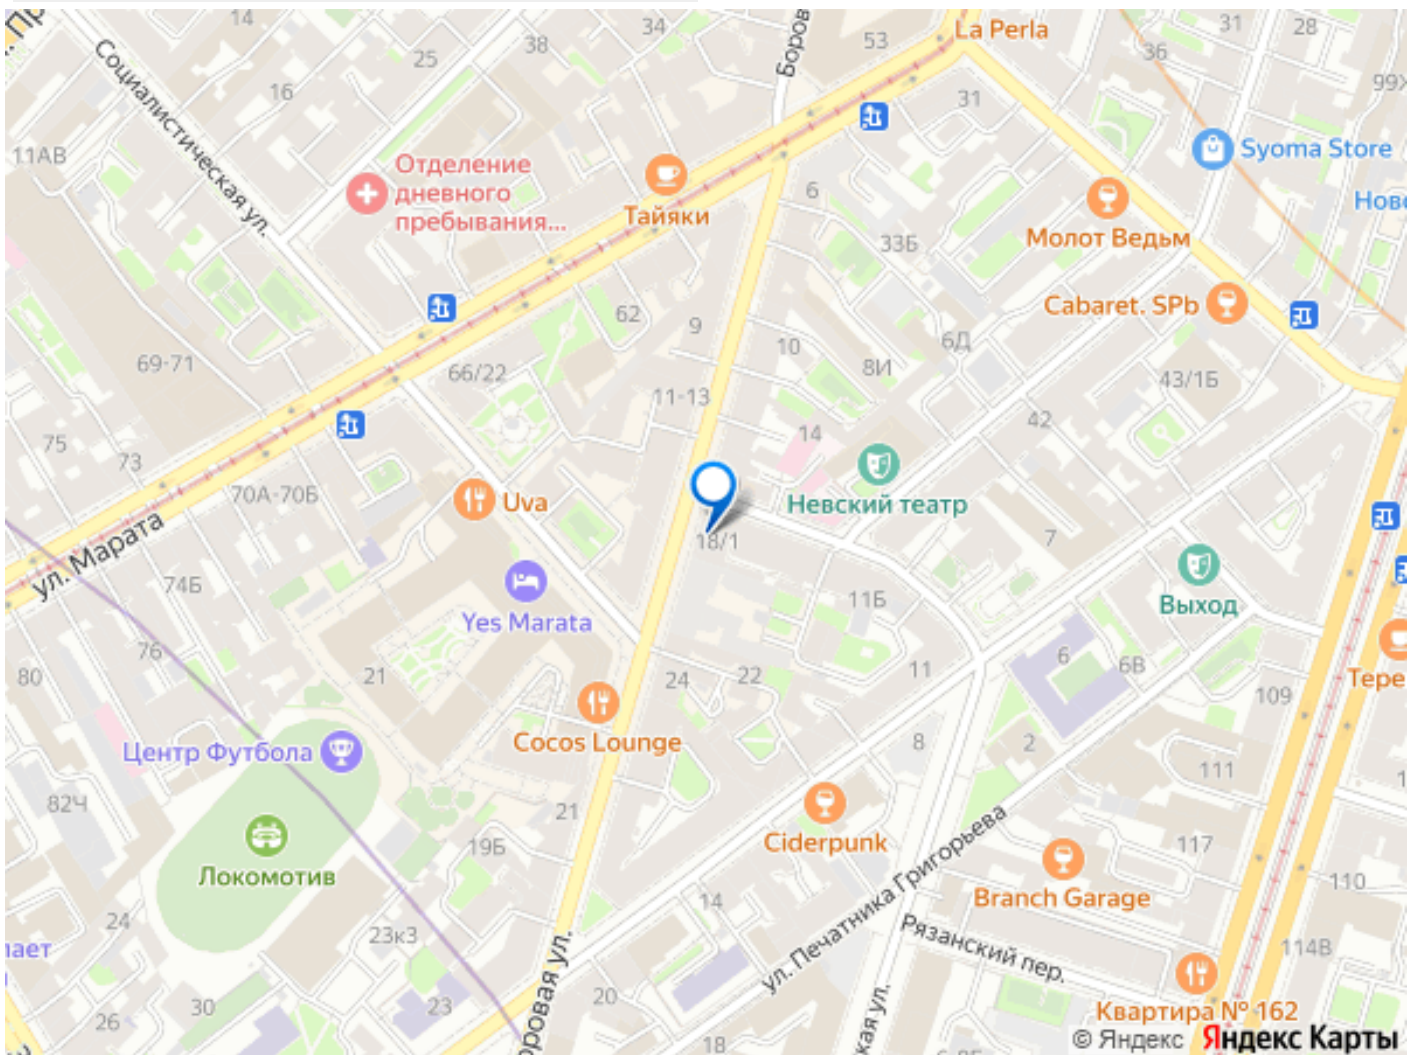 14
34
53
La Perla
31
28
Социалистическая ул.
25
38
Боров
36
99
16
31
11АВ
Syoma Store
Отделение
дневного
пребывания...
Тайяки
6
Молот Ведьм
Нов
33Б
Cabaret. SPb
62
9
69-71
66/22
10
6Д
8И
43/1Б
11-13
75
73
14
42
70А-70Б
Uva
Невский театр
18/1
7
ул. Марата
74Б
Yes Marata
11Б
Выход
76
80
21
24
22
11
6
6В
109
Тере
Центр Футбола
Cocos Lounge
8
2
111
82Ч
21
19Б
Ciderpunk
117
Локомотив
ул. Печатника Григорьева
Branch Garage
110
14
24
23к3
Рязанский пер.
114В
лает
оровая ул.
30
23
20
26
Квартира № 162
кая ул.
18
© Яндекс Яндекс Карты